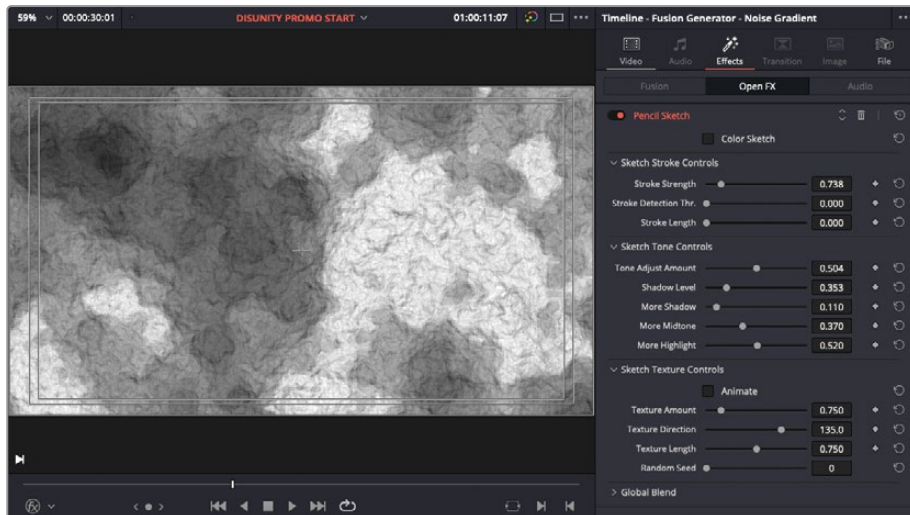 59% 00:00:30:01 DISUNITY PROMO START 01:00:11:07
Timeline - Fusion Generator - Noise Gradient
Video Audio Effects Transition Image File
Fusion Open FX Audio
Pencil Sketch
Color Sketch
Sketch Stroke Controls
Stroke Strength 0.738
Stroke Detection Thr. 0.000
Stroke Length 0.000
Sketch Tone Controls
Tone Adjust Amount 0.504
Shadow Level 0.353
More Shadow 0.110
More Midtone 0.370
More Highlight 0.520
Sketch Texture Controls
Animate
Texture Amount 0.750
Texture Direction 135.0
Texture Length 0.750
Random Seed 0
Global Blend
fx